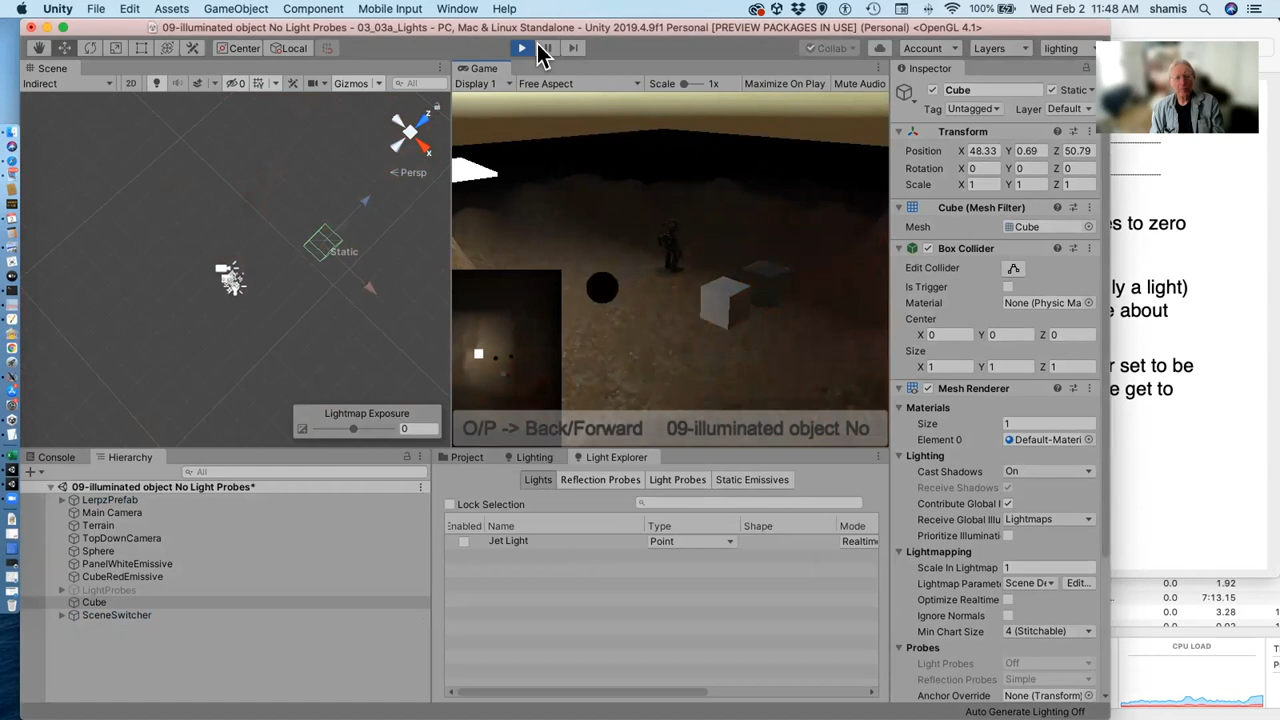 Unity File Edit Assets GameObject Component Mobile Input Window Help 100% Wed Feb 2 11:48 AM shamis
09-illuminated object No Light Probes - 03_03a_Lights - PC, Mac & Linux Standalone - Unity 2019.4.9f1 Personal [PREVIEW PACKAGES IN USE] (Personal) <OpenGL 4.1>
Center Local Collab Account Layers lighting
Scene Game Inspector
Indirect 2D 0 Gizmos All Display 1 Free Aspect Scale 1x Maximize On Play Mute Audio
Cube Static
Tag Untagged Layer Default
Transform
Position X 48.33 Y 0.69 Z 50.79
Rotation X 0 Y 0 Z 0
Scale X 1 Y 1 Z 1
z
x
Persp
Static
Cube (Mesh Filter)
Mesh Cube
Box Collider
Edit Collider
Is Trigger
Material None (Physic Ma
Center
X 0 Y 0 Z 0
Size
X 1 Y 1 Z 1
Mesh Renderer
Materials
Size 1
Element 0 Default-Materi
Lighting
Cast Shadows On
Receive Shadows
Contribute Global I
Receive Global Illu Lightmaps
Prioritize Illuminati
Lightmapping
Scale In Lightmap 1
Lightmap Paramete Scene De Edit...
Optimize Realtime
Ignore Normals
Min Chart Size 4 (Stitchable)
Probes
Light Probes Off
Reflection Probes Simple
Anchor Override None (Transform)
Lightmap Exposure
0
O/P -> Back/Forward 09-illuminated object No
Console Hierarchy
All
09-illuminated object No Light Probes*
LerpzPrefab
Main Camera
Terrain
TopDownCamera
Sphere
PanelWhiteEmissive
CubeRedEmissive
LightProbes
Cube
SceneSwitcher
Project Lighting Light Explorer
Lights Reflection Probes Light Probes Static Emissives
Lock Selection
Enabled Name Type Shape Mode
Jet Light Point Realtime
Auto Generate Lighting Off
es to zero
ly a light)
e about
r set to be
e get to
0.0 1.92
0.0 7:13.15
0.0 3.28
CPU LOAD